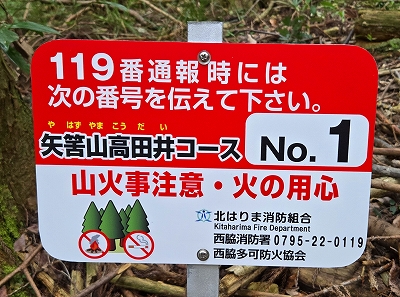 119番通報時には
次の番号を伝えて下さい。
や はず やま こう だ い
矢筈山高田井コース No.1
山火事注意・火の用心
北はりま消防組合
Kitaharima Fire Department
西脇消防署 0795-22-0119
西脇多可防火協会